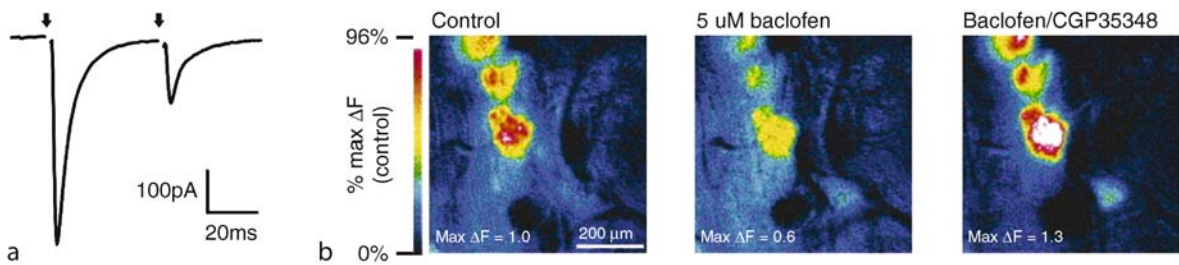 100pA
20ms
a
96%
% max ΔF
(control)
0%
b
Control
Max ΔF = 1.0
200 µm
5 uM baclofen
Max ΔF = 0.6
Baclofen/CGP35348
Max ΔF = 1.3